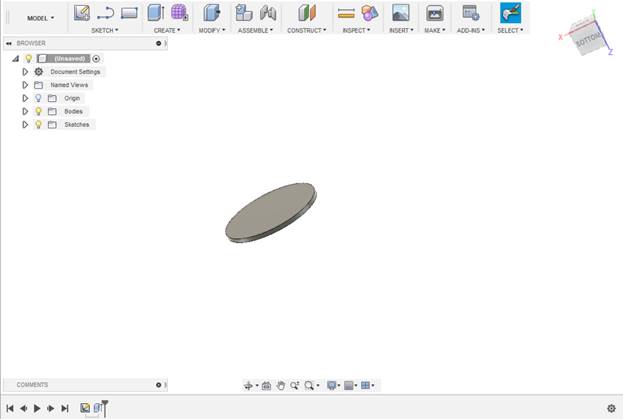 MODEL
SKETCH
CREATE
MODIFY
ASSEMBLE
CONSTRUCT
INSPECT
INSERT
MAKE
ADD-INS
SELECT
X
Y
BOTTOM
Z
BROWSER
(Unsaved)
Document Settings
Named Views
Origin
Bodies
Sketches
COMMENTS